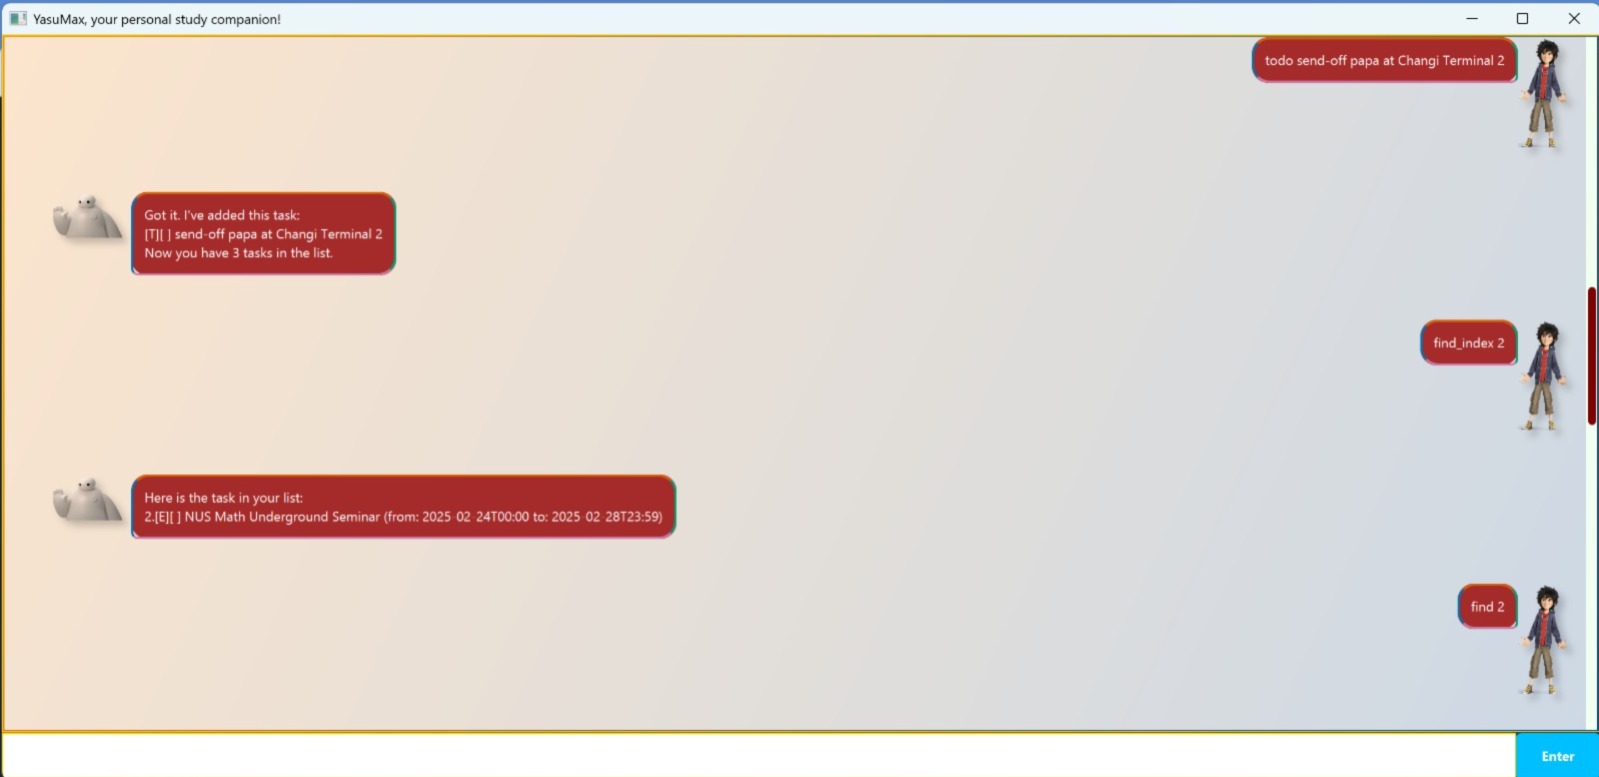 YasuMax, your personal study companion!
todo send-off papa at Changi Terminal 2
Got it. I've added this task:
[T][ ] send-off papa at Changi Terminal 2
Now you have 3 tasks in the list.
find_index 2
Here is the task in your list:
2.[E][ ] NUS Math Underground Seminar (from: 2025-02-24T00:00 to: 2025-02-28T23:59)
find 2
Enter